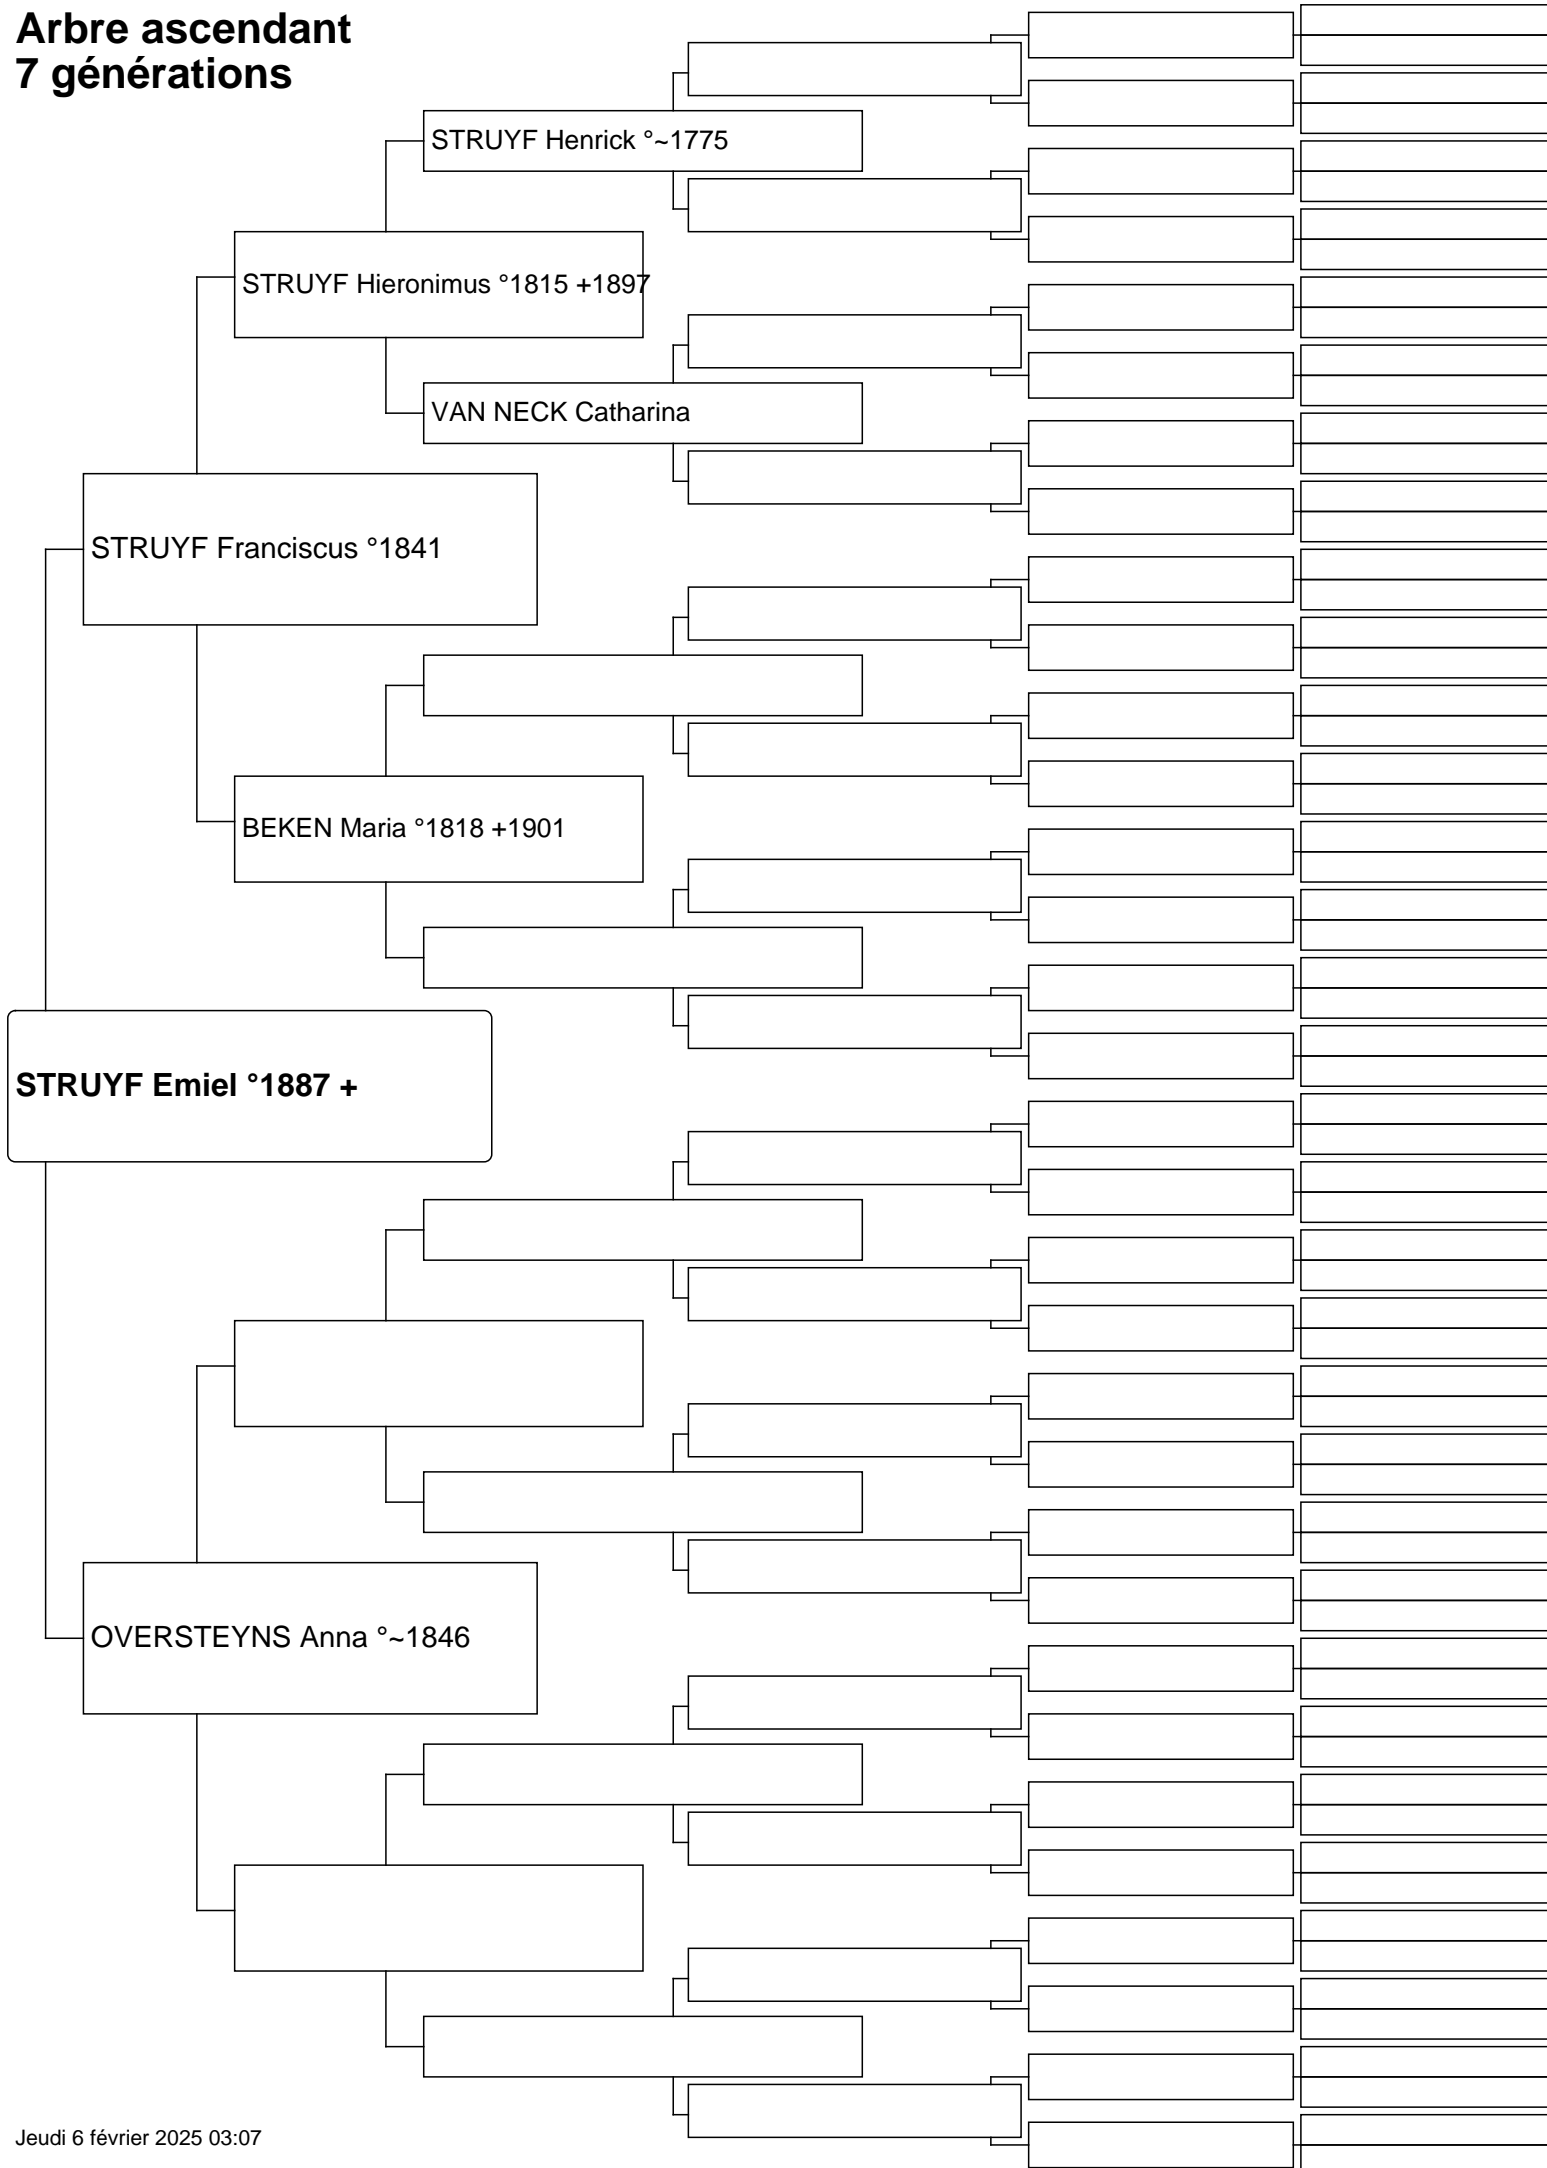 Arbre ascendant
7 générations
STRUYF Henrick °~1775
STRUYF Hieronimus °1815 +1897
VAN NECK Catharina
STRUYF Franciscus °1841
BEKEN Maria °1818 +1901
STRUYF Emiel °1887 +
OVERSTEYNS Anna °~1846
Jeudi 6 février 2025 03:07